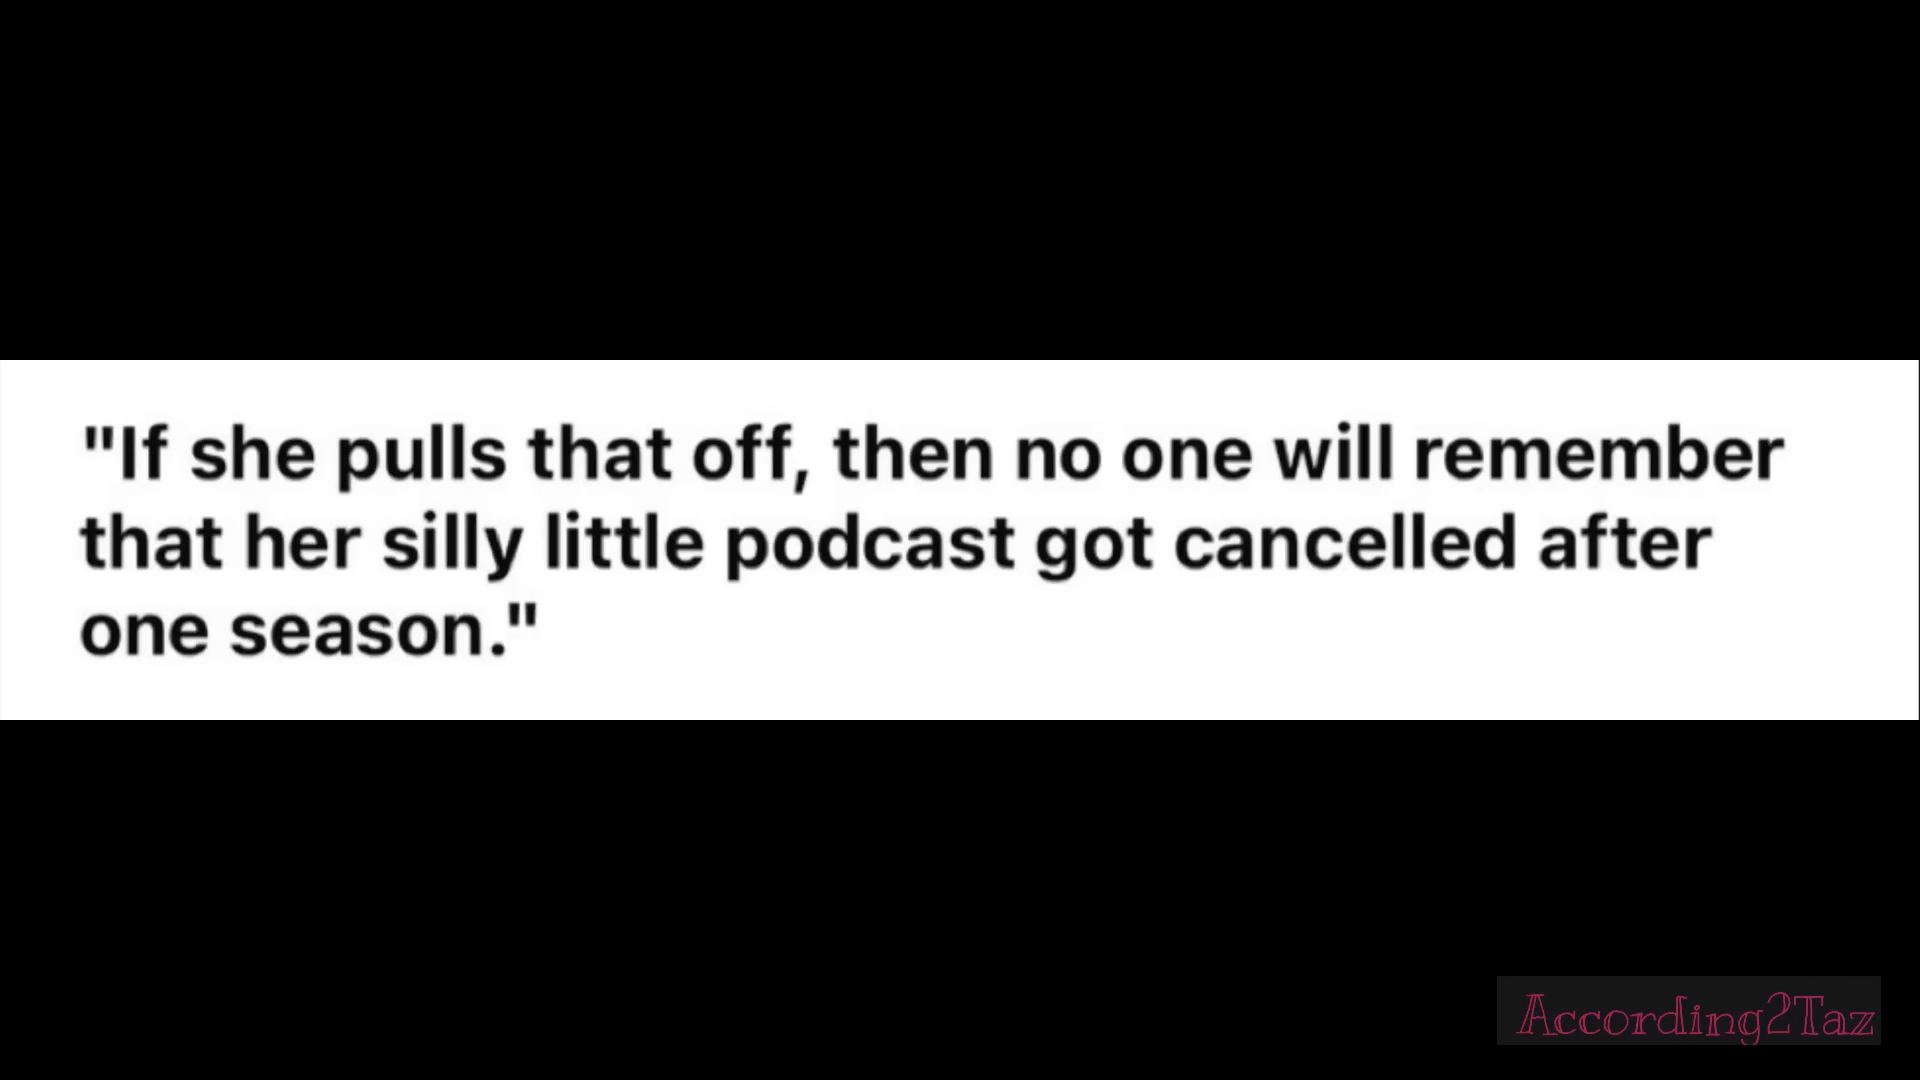 "If she pulls that off, then no one will remember
that her silly little podcast got cancelled after
one season."
According2Taz